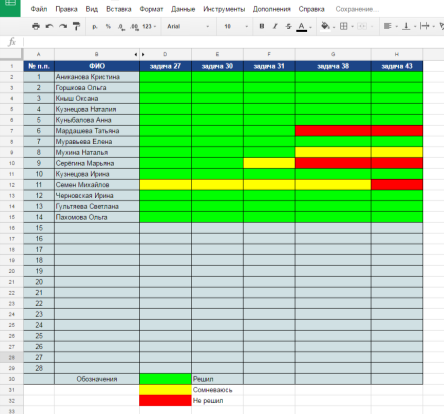 Файл Правка Вид Вставка Формат Данные Инструменты Дополнения Справка Сохранение...
р. % .0 .00 123 Arial 10 B I S A
fx
A B D E F G H
1 № п.п. ФИО задача 27 задача 30 задача 31 задача 38 задача 43
2 1 Аниканова Кристина
3 2 Горшкова Ольга
4 3 Кныш Оксана
5 4 Кузнецова Наталия
6 5 Куныбалова Анна
7 6 Мардашева Татьяна
8 7 Муравьева Елена
9 8 Мухина Наталья
10 9 Серёгина Марьяна
11 10 Кузнецова Ирина
12 11 Семен Михайлов
13 12 Черновская Ирина
14 13 Гультяева Светлана
15 14 Пахомова Ольга
16 15
17 16
18 17
19 18
20 19
21 20
22 21
23 22
24 23
25 24
26 25
27 26
28 27
29 28
30 Обозначения Решил
31 Сомневаюсь
32 Не решил
33